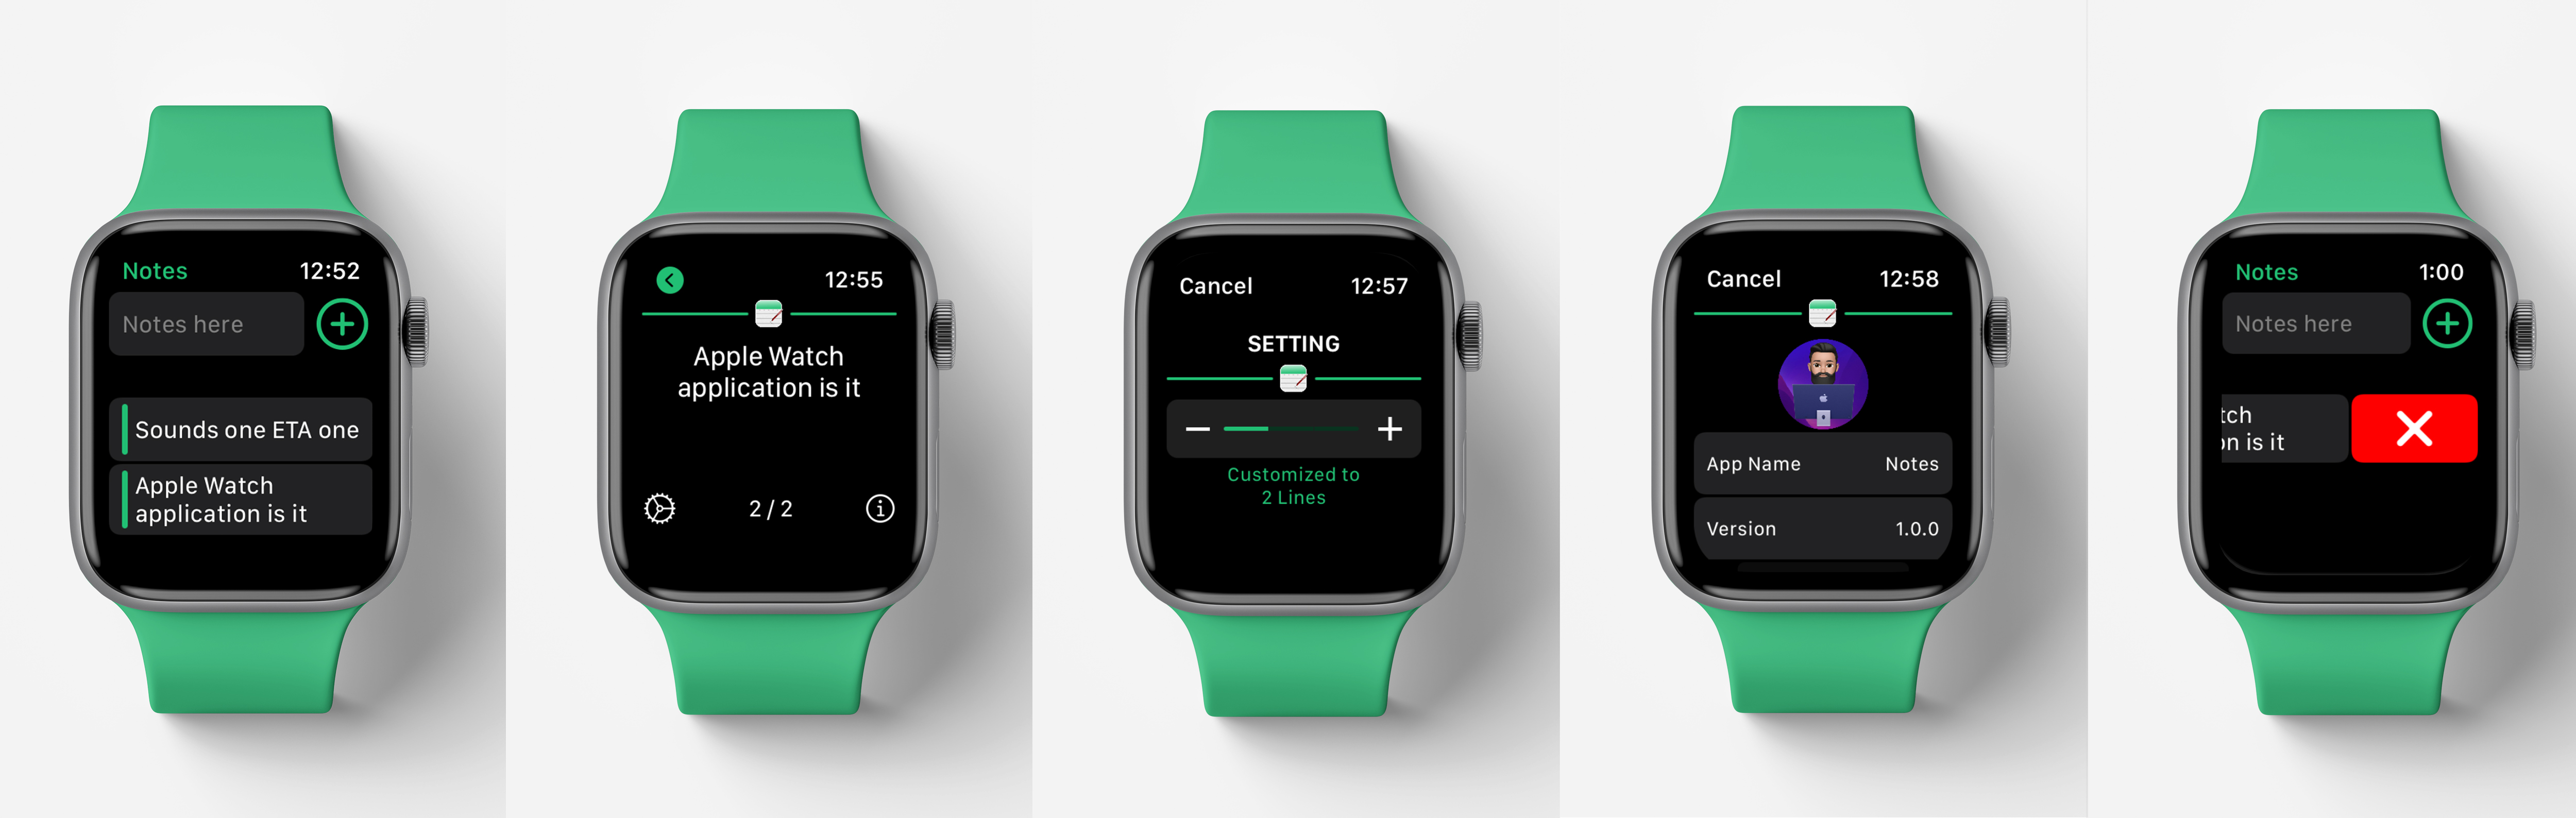 Notes 12:52
Notes here
Sounds one ETA one
Apple Watch
application is it
12:55
Apple Watch
application is it
2 / 2
Cancel 12:57
SETTING
Customized to
2 Lines
Cancel 12:58
App Name Notes
Version 1.0.0
Notes 1:00
Notes here
tch
on is it